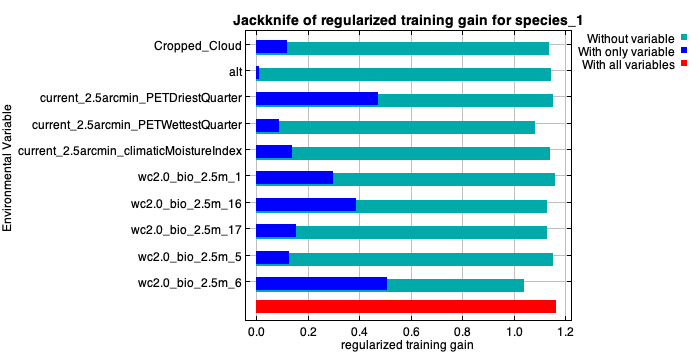 Jackknife of regularized training gain for species_1
Without variable
With only variable
With all variables
Environmental Variable
Cropped_Cloud
alt
current_2.5arcmin_PETDriestQuarter
current_2.5arcmin_PETWettestQuarter
current_2.5arcmin_climaticMoistureIndex
wc2.0_bio_2.5m_1
wc2.0_bio_2.5m_16
wc2.0_bio_2.5m_17
wc2.0_bio_2.5m_5
wc2.0_bio_2.5m_6
0.0 0.2 0.4 0.6 0.8 1.0 1.2
regularized training gain